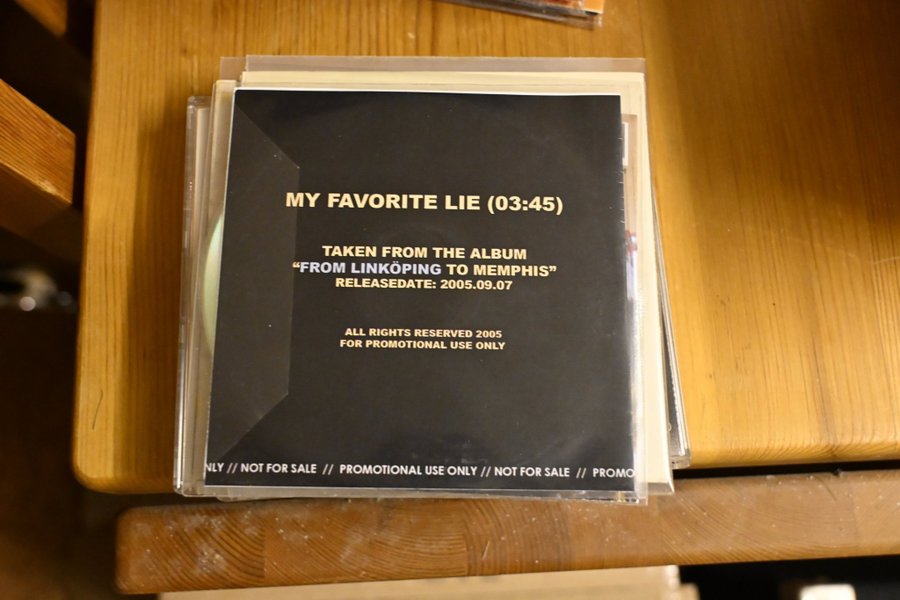 MY FAVORITE LIE (03:45)
TAKEN FROM THE ALBUM
“FROM LINKÖPING TO MEMPHIS”
RELEASEDATE: 2005.09.07
ALL RIGHTS RESERVED 2005
FOR PROMOTIONAL USE ONLY
NLY // NOT FOR SALE // PROMOTIONAL USE ONLY // NOT FOR SALE // PROMO